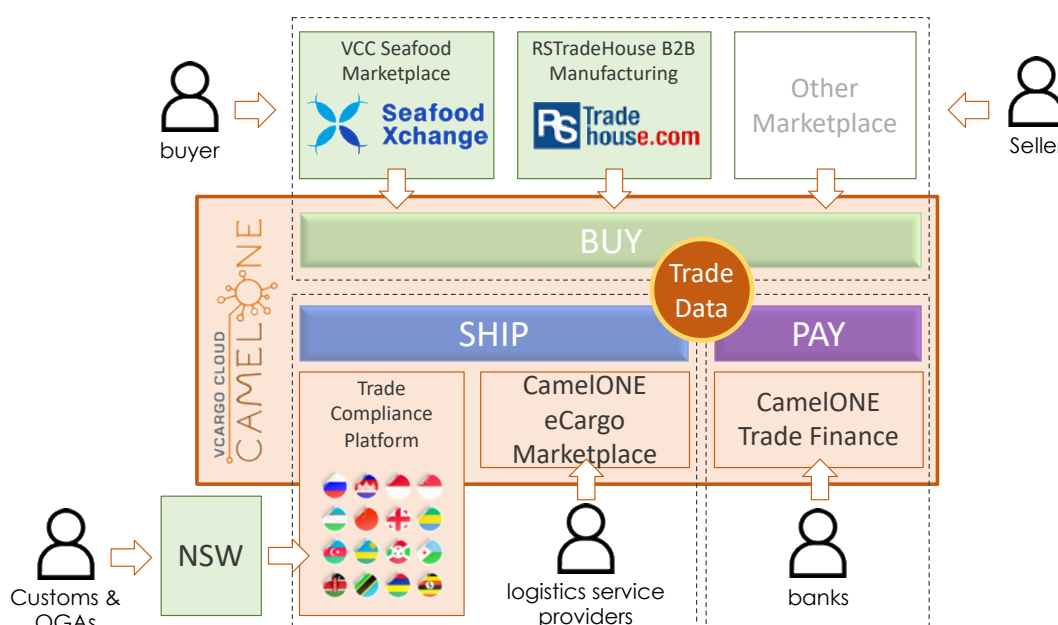 VCC Seafood
Marketplace
Seafood
Xchange
RSTradeHouse B2B
Manufacturing
RS
Trade
house.com
Other
Marketplace
buyer
Seller
VCARGO CLOUD
CAMELONE
BUY
Trade
Data
SHIP
PAY
Trade
Compliance
Platform
CamelONE
eCargo
Marketplace
CamelONE
Trade Finance
NSW
Customs &
OGAs
logistics service
providers
banks